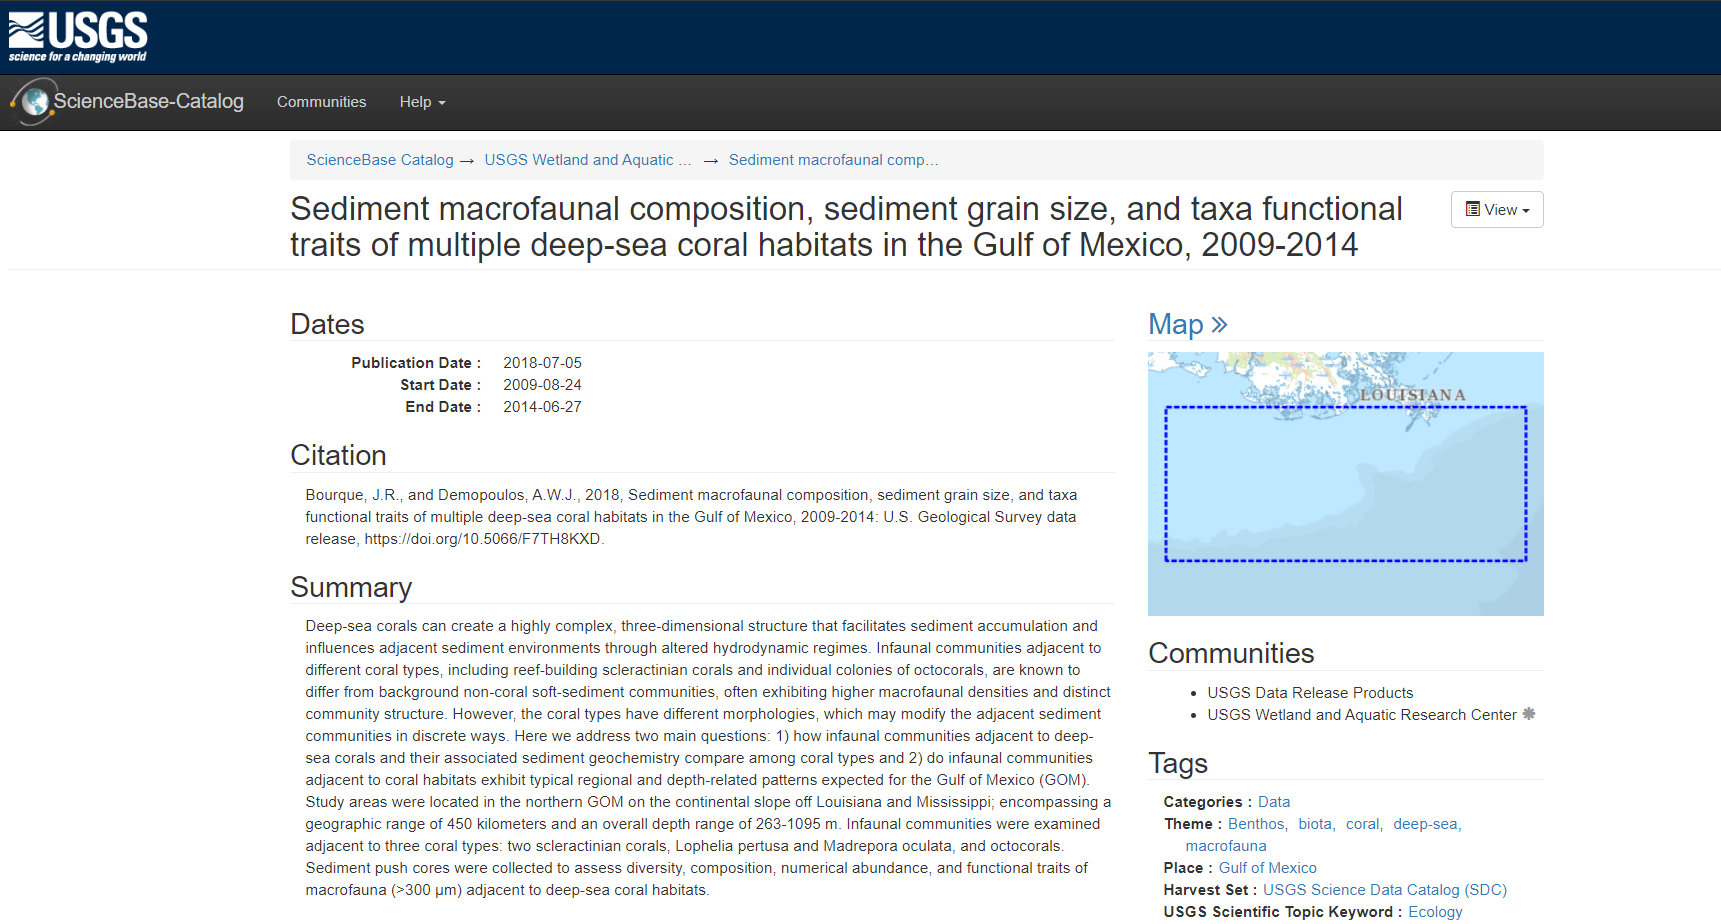 USGS
science for a changing world
ScienceBase-Catalog Communities Help
ScienceBase Catalog → USGS Wetland and Aquatic ... → Sediment macrofaunal comp...
Sediment macrofaunal composition, sediment grain size, and taxa functional
traits of multiple deep-sea coral habitats in the Gulf of Mexico, 2009-2014
View
Dates
Publication Date : 2018-07-05
Start Date : 2009-08-24
End Date : 2014-06-27
Citation
Bourque, J.R., and Demopoulos, A.W.J., 2018, Sediment macrofaunal composition, sediment grain size, and taxa
functional traits of multiple deep-sea coral habitats in the Gulf of Mexico, 2009-2014: U.S. Geological Survey data
release, https://doi.org/10.5066/F7TH8KXD.
Summary
Deep-sea corals can create a highly complex, three-dimensional structure that facilitates sediment accumulation and
influences adjacent sediment environments through altered hydrodynamic regimes. Infaunal communities adjacent to
different coral types, including reef-building scleractinian corals and individual colonies of octocorals, are known to
differ from background non-coral soft-sediment communities, often exhibiting higher macrofaunal densities and distinct
community structure. However, the coral types have different morphologies, which may modify the adjacent sediment
communities in discrete ways. Here we address two main questions: 1) how infaunal communities adjacent to deep-
sea corals and their associated sediment geochemistry compare among coral types and 2) do infaunal communities
adjacent to coral habitats exhibit typical regional and depth-related patterns expected for the Gulf of Mexico (GOM).
Study areas were located in the northern GOM on the continental slope off Louisiana and Mississippi; encompassing a
geographic range of 450 kilometers and an overall depth range of 263-1095 m. Infaunal communities were examined
adjacent to three coral types: two scleractinian corals, Lophelia pertusa and Madrepora oculata, and octocorals.
Sediment push cores were collected to assess diversity, composition, numerical abundance, and functional traits of
macrofauna (>300 µm) adjacent to deep-sea coral habitats.
Map »
LOUISIANA
Communities
• USGS Data Release Products
• USGS Wetland and Aquatic Research Center
Tags
Categories : Data
Theme : Benthos, biota, coral, deep-sea,
macrofauna
Place : Gulf of Mexico
Harvest Set : USGS Science Data Catalog (SDC)
USGS Scientific Topic Keyword : Ecology